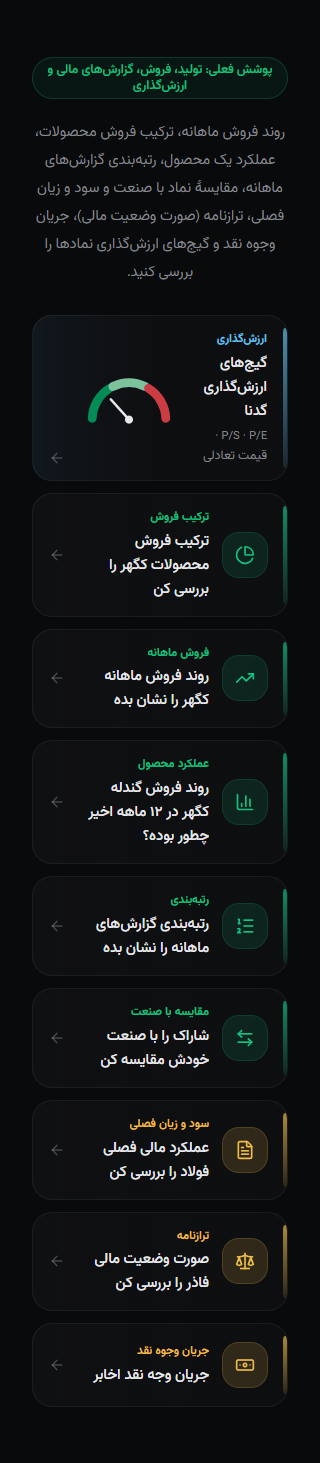 پوشش فعلی: تولید، فروش، گزارش‌های مالی و
ارزش‌گذاری
روند فروش ماهانه، ترکیب فروش محصولات،
عملکرد یک محصول، رتبه‌بندی گزارش‌های
ماهانه، مقایسهٔ نماد با صنعت و سود و زیان
فصلی، ترازنامه (صورت وضعیت مالی)، جریان
وجوه نقد و گیج‌های ارزش‌گذاری نمادها را
بررسی کنید.
ارزش‌گذاری
گیج‌های
ارزش‌گذاری
گدنا
P/E · P/S ·
قیمت تعادلی
ترکیب فروش
ترکیب فروش
محصولات کگهر را
بررسی کن
فروش ماهانه
روند فروش ماهانه
کگهر را نشان بده
عملکرد محصول
روند فروش گندله
کگهر در ۱۲ ماهه اخیر
چطور بوده؟
رتبه‌بندی
رتبه‌بندی گزارش‌های
ماهانه را نشان بده
مقایسه با صنعت
شاراک را با صنعت
خودش مقایسه کن
سود و زیان فصلی
عملکرد مالی فصلی
فولاد را بررسی کن
ترازنامه
صورت وضعیت مالی
فاذر را بررسی کن
جریان وجوه نقد
جریان وجه نقد اخابر